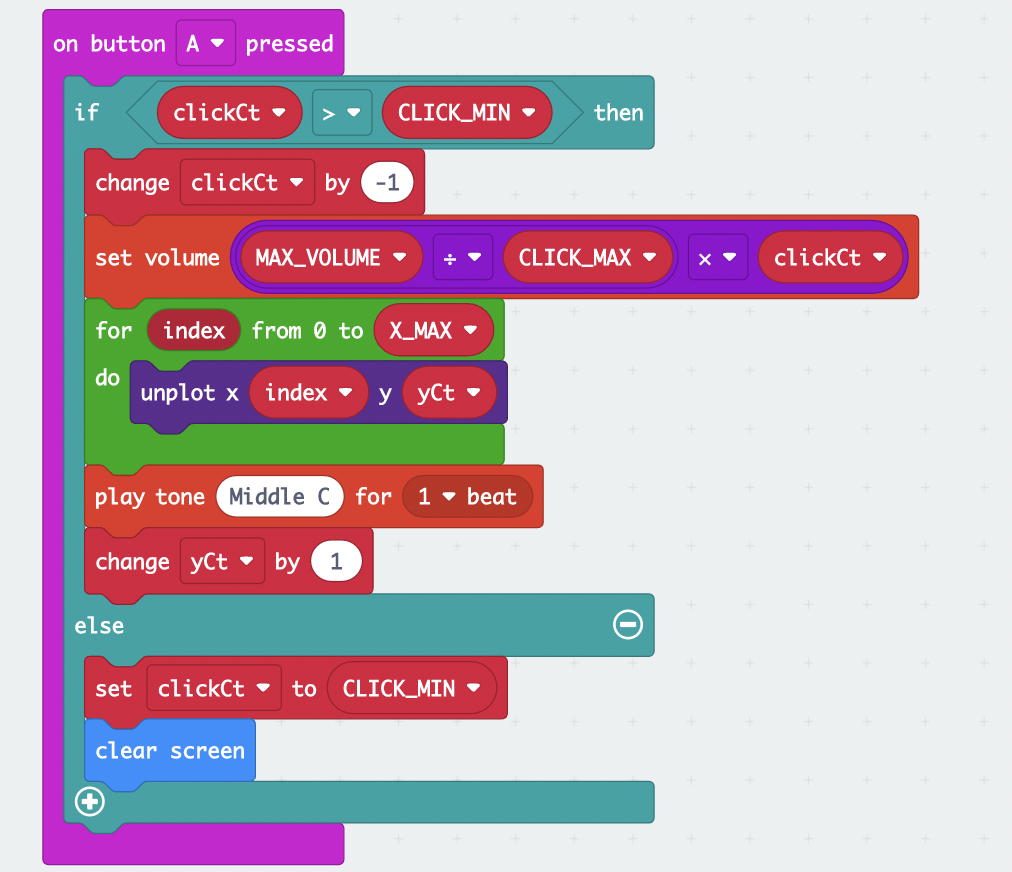 on button A pressed
if clickCt > CLICK_MIN then
change clickCt by -1
set volume MAX_VOLUME ÷ CLICK_MAX × clickCt
for index from 0 to X_MAX
do unplot x index y yCt
play tone Middle C for 1 beat
change yCt by 1
else
set clickCt to CLICK_MIN
clear screen